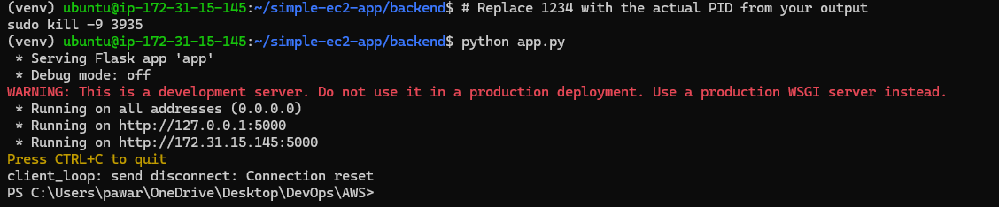 (venv) ubuntu@ip-172-31-15-145:~/simple-ec2-app/backend$ # Replace 1234 with the actual PID from your output
sudo kill -9 3935
(venv) ubuntu@ip-172-31-15-145:~/simple-ec2-app/backend$ python app.py
 * Serving Flask app 'app'
 * Debug mode: off
WARNING: This is a development server. Do not use it in a production deployment. Use a production WSGI server instead.
 * Running on all addresses (0.0.0.0)
 * Running on http://127.0.0.1:5000
 * Running on http://172.31.15.145:5000
Press CTRL+C to quit
client_loop: send disconnect: Connection reset
PS C:\Users\pawar\OneDrive\Desktop\DevOps\AWS>